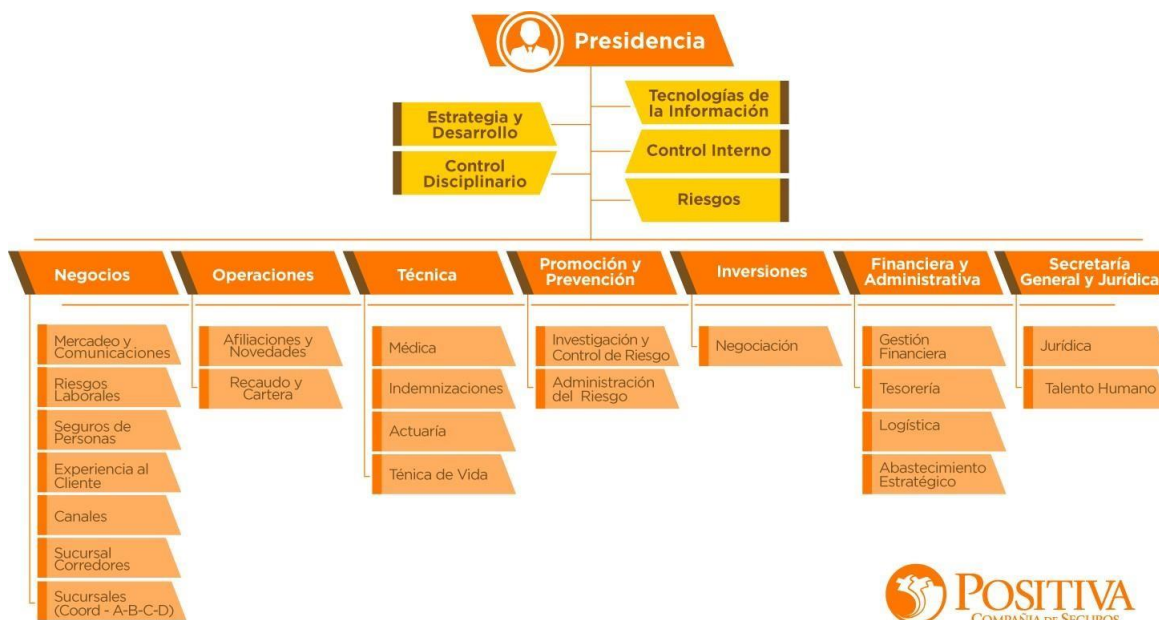 Presidencia
Estrategia y
Desarrollo
Control
Disciplinario
Tecnologías de
la Información
Control Interno
Riesgos
Negocios
Mercadeo y
Comunicaciones
Riesgos
Laborales
Seguros de
Personas
Experiencia al
Cliente
Canales
Sucursal
Corredores
Sucursales
(Coord - A-B-C-D)
Operaciones
Afiliaciones y
Novedades
Recaudo y
Cartera
Técnica
Médica
Indemnizaciones
Actuaría
Ténica de Vida
Promoción y
Prevención
Investigación y
Control de Riesgo
Administración
del Riesgo
Inversiones
Negociación
Financiera y
Administrativa
Gestión
Financiera
Tesorería
Logística
Abastecimiento
Estratégico
Secretaría
General y Jurídica
Jurídica
Talento Humano
POSITIVA
COMPAÑÍA DE SEGUROS